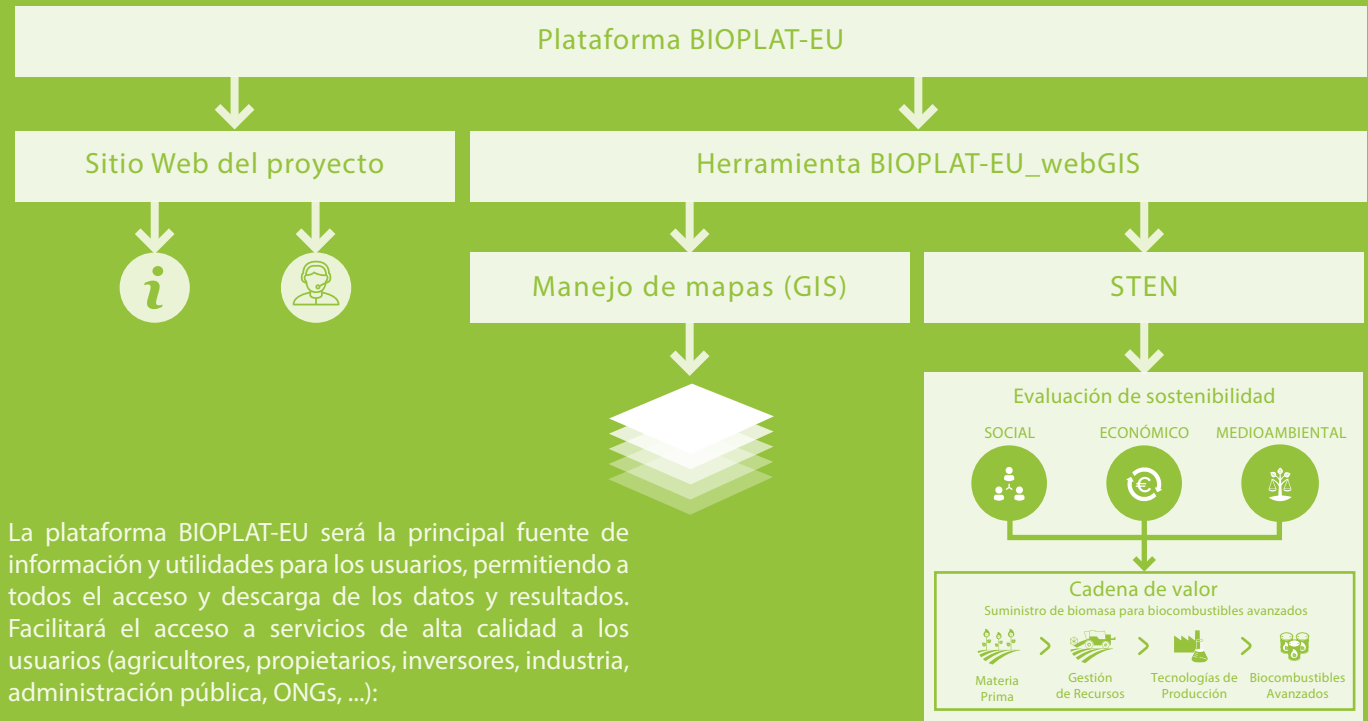 Plataforma BIOPLAT-EU
Sitio Web del proyecto
Herramienta BIOPLAT-EU_webGIS
i
Manejo de mapas (GIS)
STEN
Evaluación de sostenibilidad
SOCIAL
ECONÓMICO
MEDIOAMBIENTAL
€
Cadena de valor
Suministro de biomasa para biocombustibles avanzados
Materia
Prima
Gestión
de Recursos
Tecnologías de
Producción
Biocombustibles
Avanzados
La plataforma BIOPLAT-EU será la principal fuente de
información y utilidades para los usuarios, permitiendo a
todos el acceso y descarga de los datos y resultados.
Facilitará el acceso a servicios de alta calidad a los
usuarios (agricultores, propietarios, inversores, industria,
administración pública, ONGs, ...):